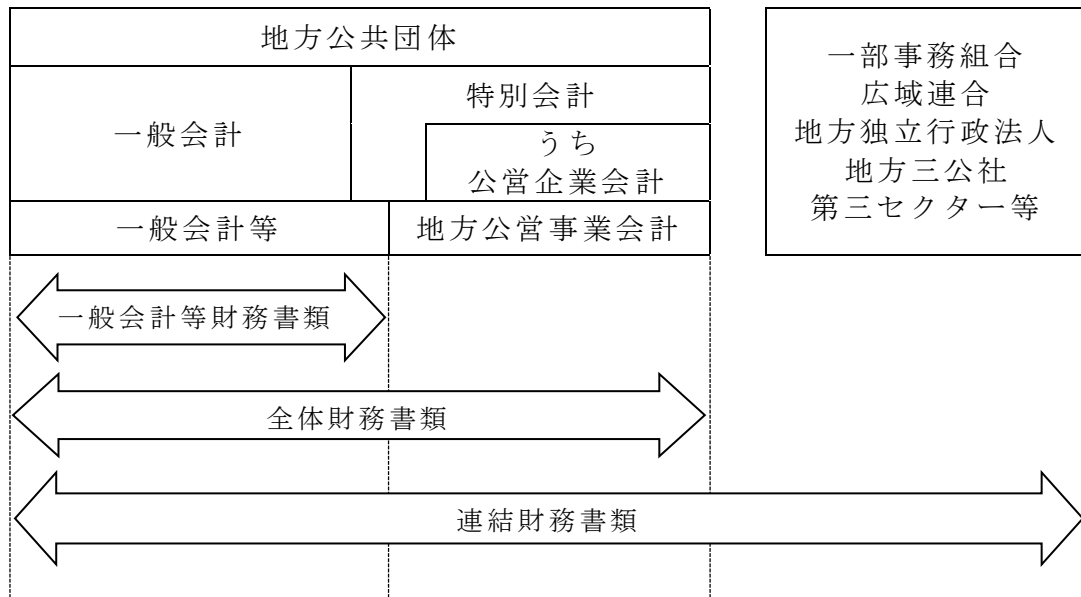 地方公共団体
一般会計
特別会計
うち
公営企業会計
一般会計等
地方公営事業会計
一部事務組合
広域連合
地方独立行政法人
地方三公社
第三セクター等
一般会計等財務書類
全体財務書類
連結財務書類